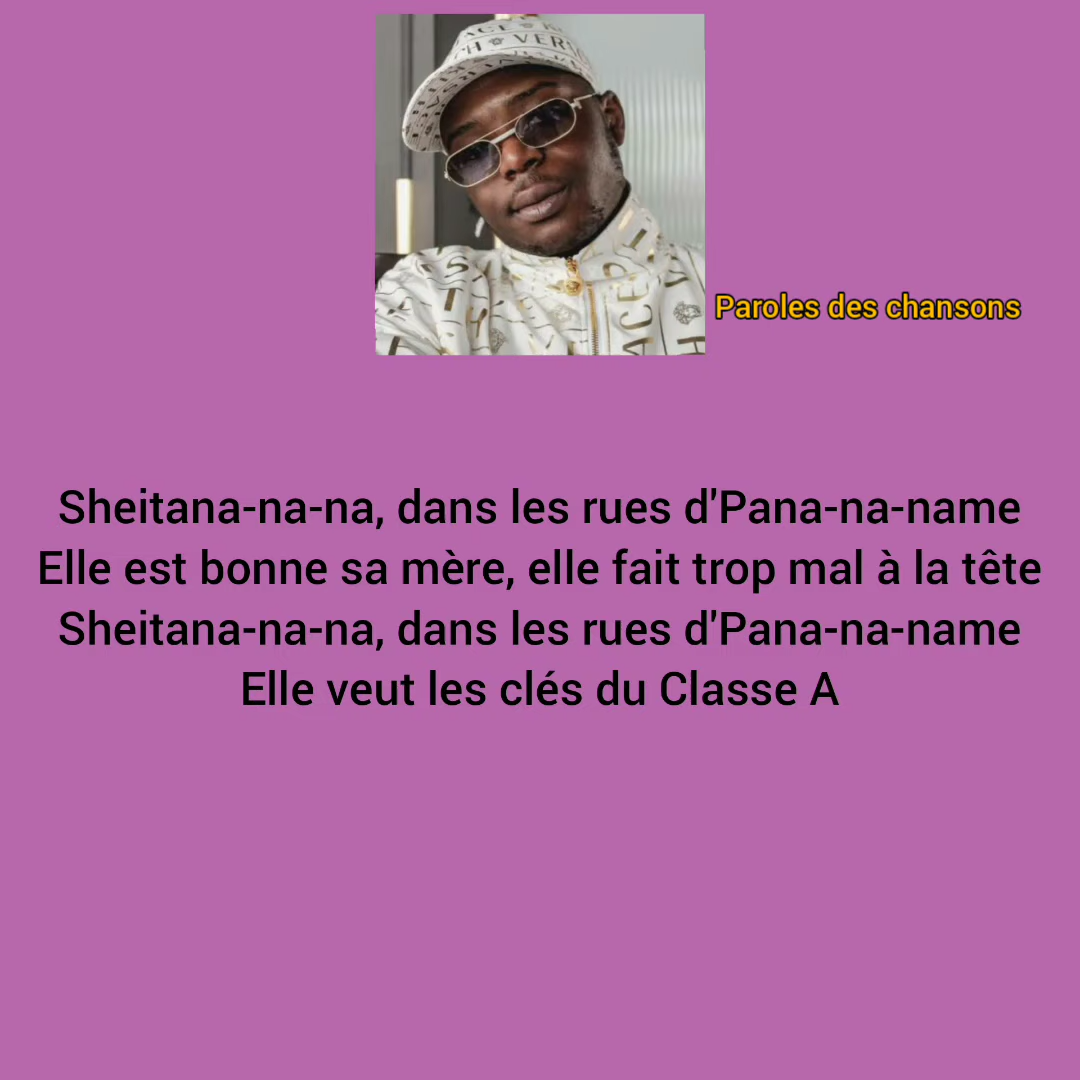 Paroles des chansons
Sheitana-na-na, dans les rues d'Pana-na-name
Elle est bonne sa mère, elle fait trop mal à la tête
Sheitana-na-na, dans les rues d'Pana-na-name
Elle veut les clés du Classe A